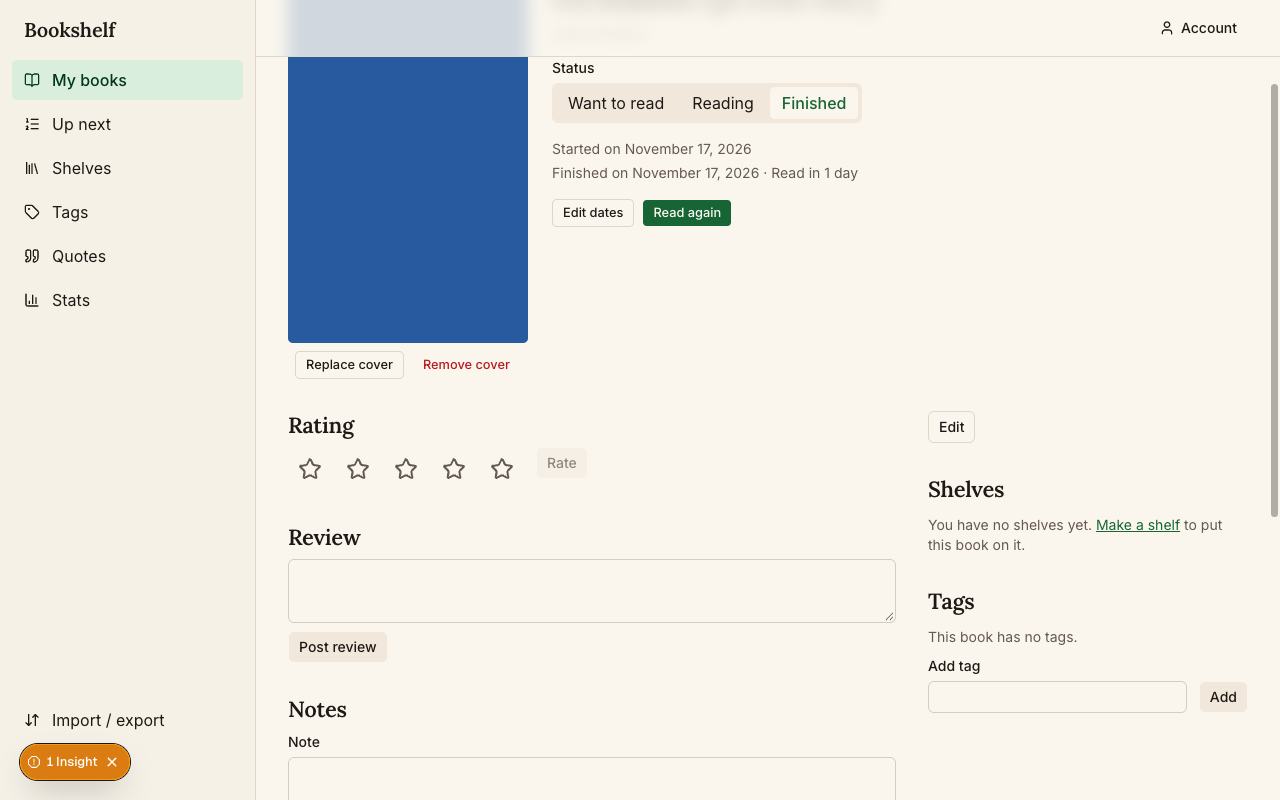 Bookshelf
Account
My books
Up next
Shelves
Tags
Quotes
Stats
Import / export
1 Insight
Status
Want to read
Reading
Finished
Started on November 17, 2026
Finished on November 17, 2026 · Read in 1 day
Edit dates
Read again
Replace cover
Remove cover
Rating
Rate
Review
Post review
Notes
Note
Edit
Shelves
You have no shelves yet. Make a shelf to put
this book on it.
Tags
This book has no tags.
Add tag
Add